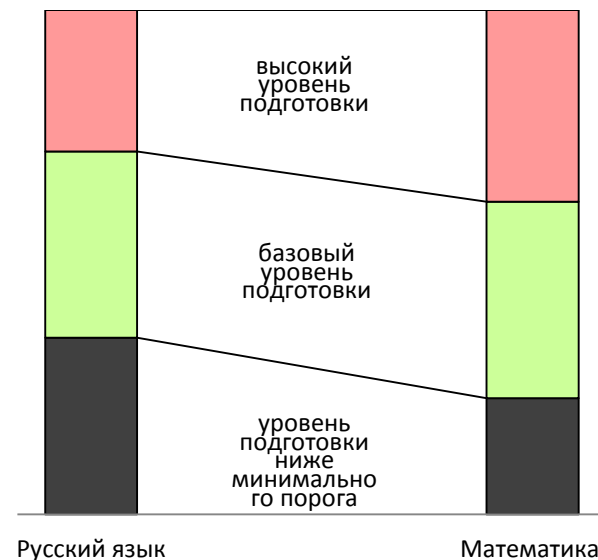 высокий
уровень
подготовки
базовый
уровень
подготовки
уровень
подготовки
ниже
минимально
го порога
Русский язык
Математика